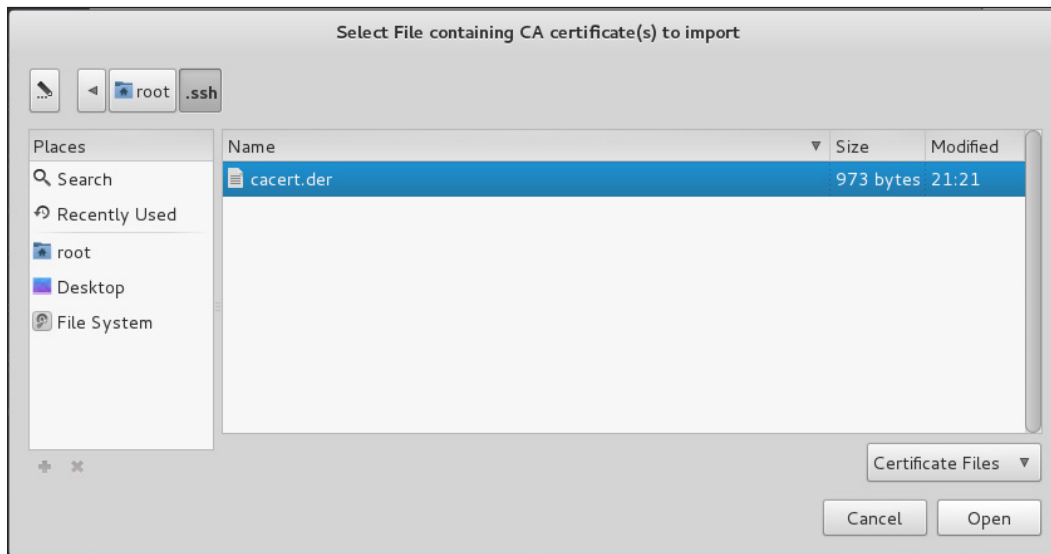 Select File containing CA certificate(s) to import
root .ssh
Places
Search
Recently Used
root
Desktop
File System
Name Size Modified
cacert.der 973 bytes 21:21
Certificate Files
Cancel Open